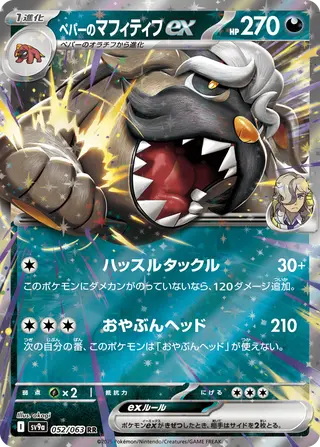 1進化
ペパーのマフィティフex
HP270
ペパーのオラチフから進化
ハッスルタックル 30+
このポケモンにダメカンがのっていないなら、120ダメージ追加。
おやぶんヘッド 210
次の自分の番、このポケモンは「おやぶんヘッド」が使えない。
弱点 ×2 抵抗力 にげる
exルール
ポケモンexがきぜつしたとき、相手はサイドを2枚とる。
Illus. okagi
I sv9a 052/063 RR
©2025 Pokémon/Nintendo/Creatures/GAME FREAK.